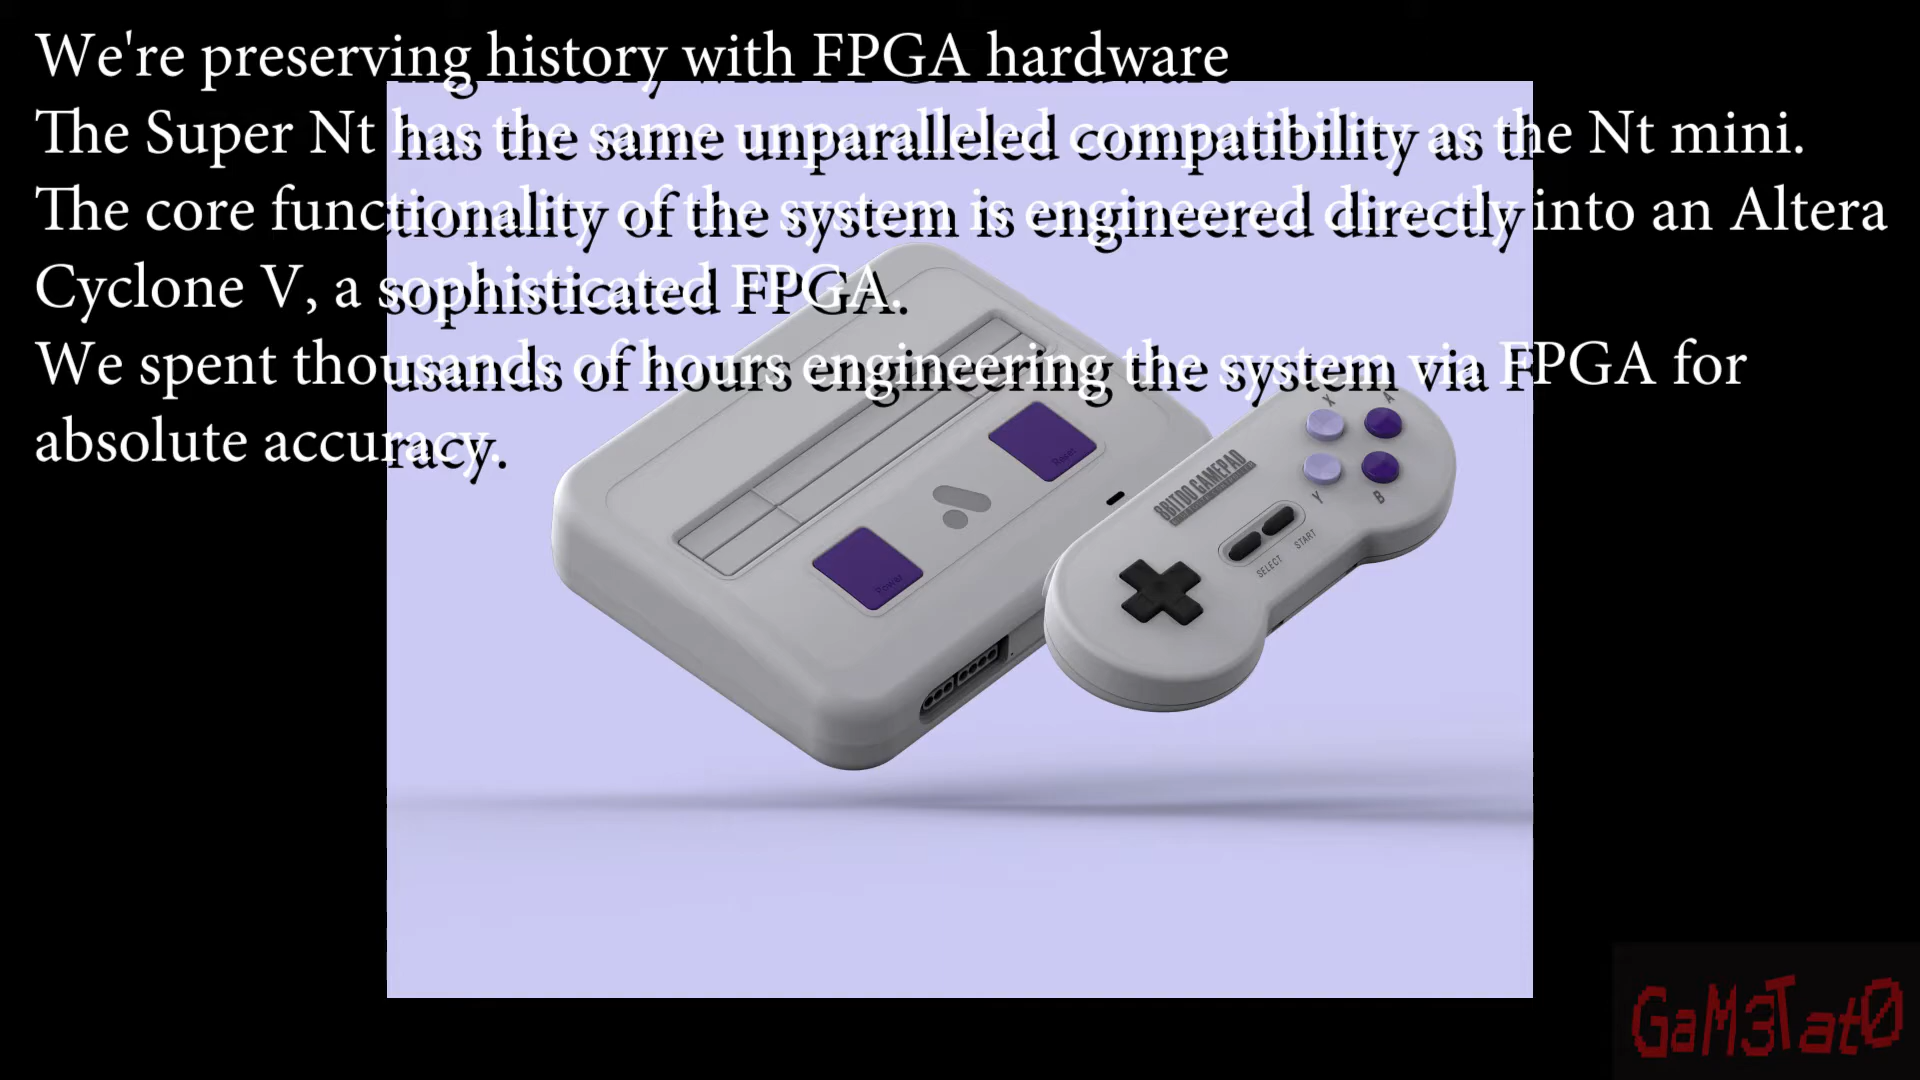 We're preserving history with FPGA hardware
The Super Nt has the same unparalleled compatibility as the Nt mini.
The core functionality of the system is engineered directly into an Altera
Cyclone V, a sophisticated FPGA.
We spent thousands of hours engineering the system via FPGA for
absolute accuracy.
X
A
Reset
8BITDO GAMEPAD
Y
B
Power
SELECT
START
GaM3Tat0